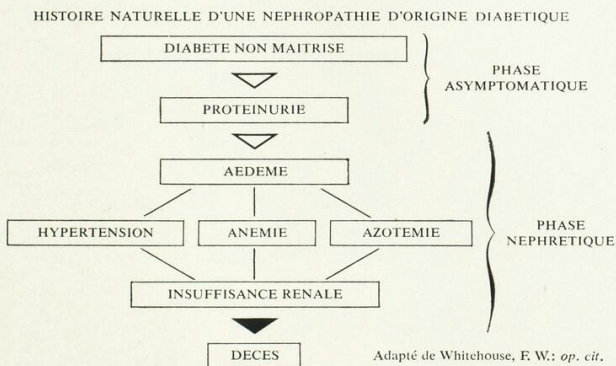 HISTOIRE NATURELLE D'UNE NEPHROPATHIE D'ORIGINE DIABETIQUE
DIABETE NON MAITRISE
PHASE
ASYMPTOMATIQUE
PROTEINURIE
AEDEME
HYPERTENSION
ANEMIE
AZOTEMIE
PHASE
NEPHRETIQUE
INSUFFISANCE RENALE
DECES
Adapté de Whitehouse, F. W.: op. cit.